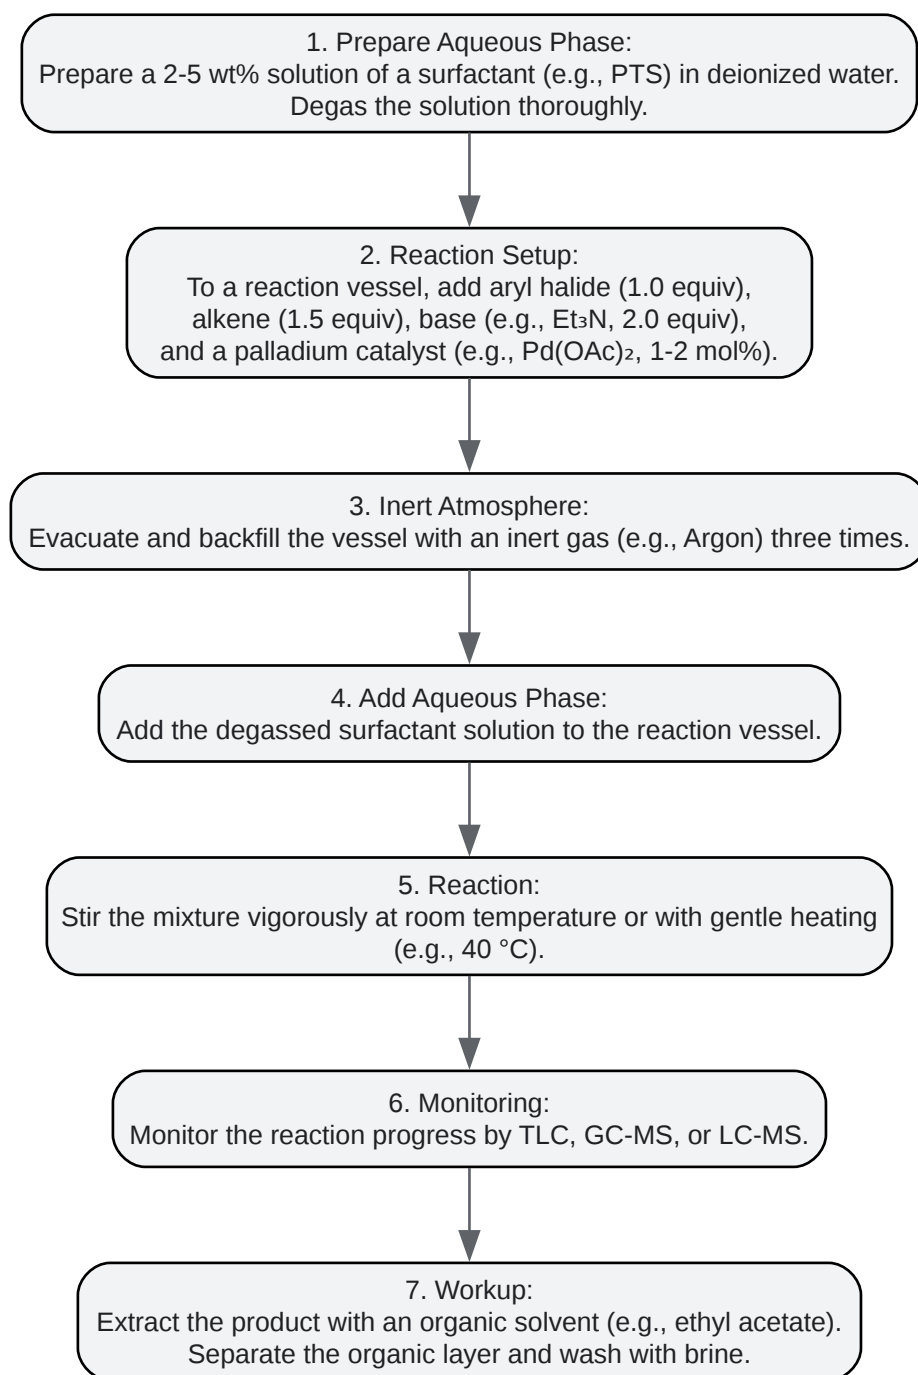 1. Prepare Aqueous Phase:
Prepare a 2-5 wt% solution of a surfactant (e.g., PTS) in deionized water.
Degas the solution thoroughly.
2. Reaction Setup:
To a reaction vessel, add aryl halide (1.0 equiv),
alkene (1.5 equiv), base (e.g., Et₃N, 2.0 equiv),
and a palladium catalyst (e.g., Pd(OAc)₂, 1-2 mol%).
3. Inert Atmosphere:
Evacuate and backfill the vessel with an inert gas (e.g., Argon) three times.
4. Add Aqueous Phase:
Add the degassed surfactant solution to the reaction vessel.
5. Reaction:
Stir the mixture vigorously at room temperature or with gentle heating
(e.g., 40 °C).
6. Monitoring:
Monitor the reaction progress by TLC, GC-MS, or LC-MS.
7. Workup:
Extract the product with an organic solvent (e.g., ethyl acetate).
Separate the organic layer and wash with brine.